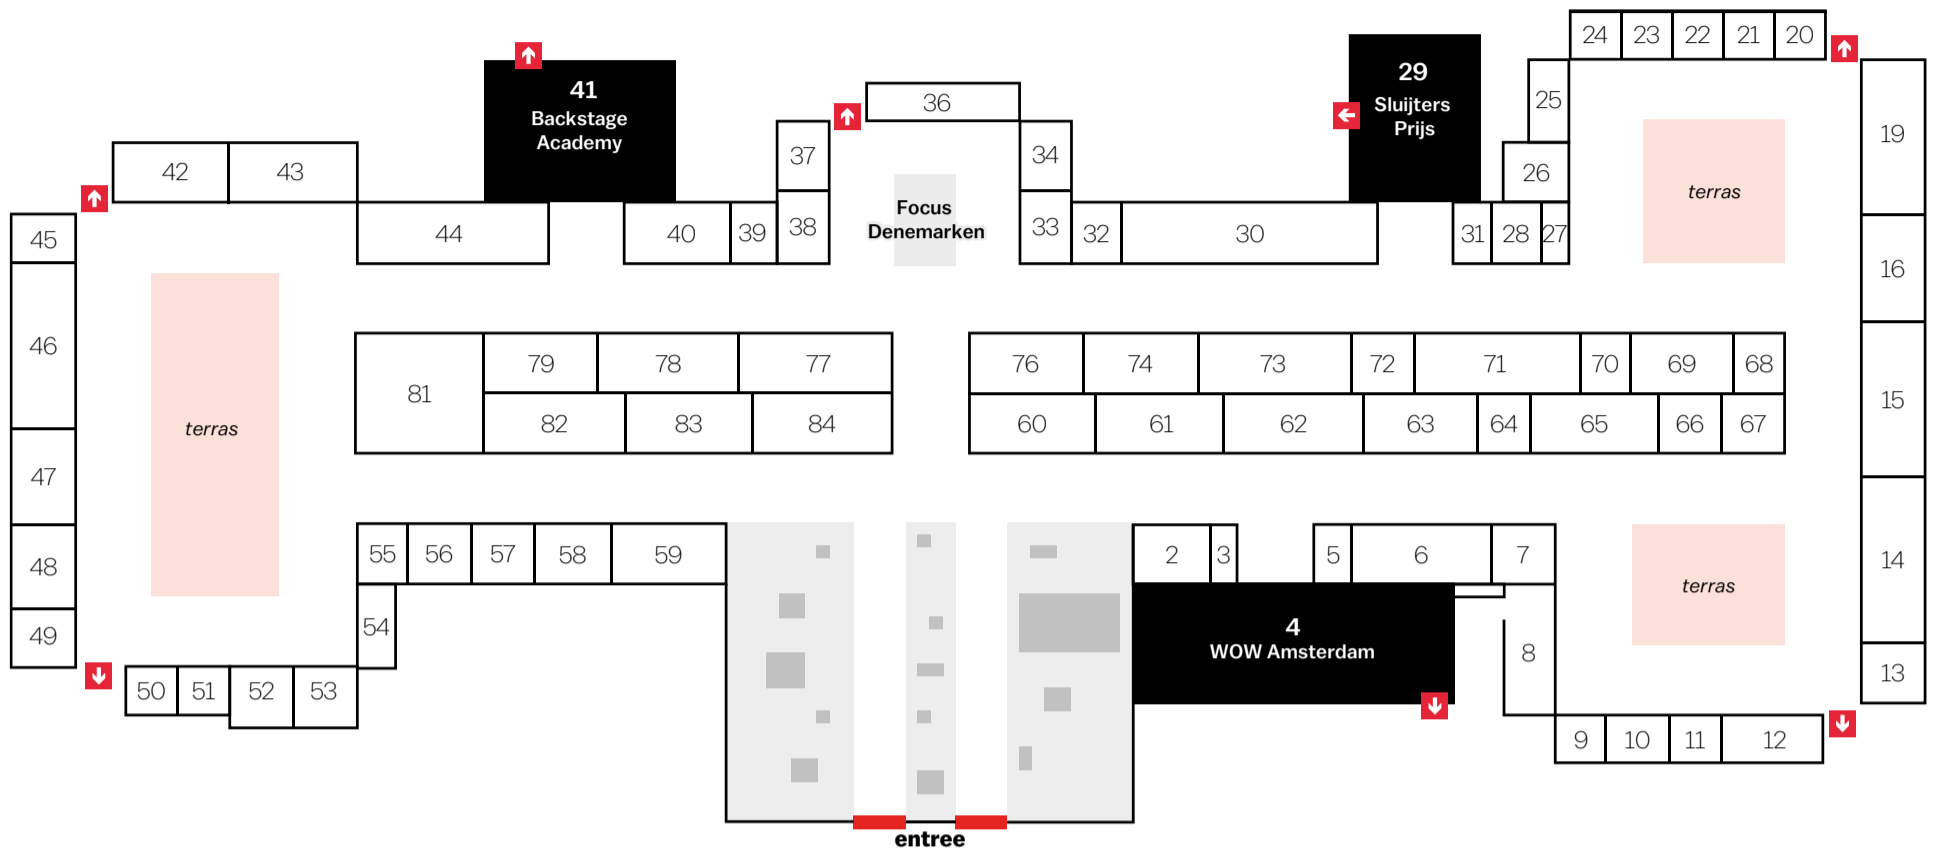 24 23 22 21 20
41
Backstage
Academy
29
Sluijters
Prijs
25
36
19
37
34
42 43
26
terras
Focus
Denemarken
45
44
40 39 38
33 32 30
31 28 27
16
46
79 78 77
76 74 73 72 71 70 69 68
81
15
terras
82 83 84
60 61 62 63 64 65 66 67
47
55 56 57 58 59
2 3
5 6 7
14
48
terras
54
49
4
WOW Amsterdam
8
13
50 51 52 53
9 10 11 12
entree